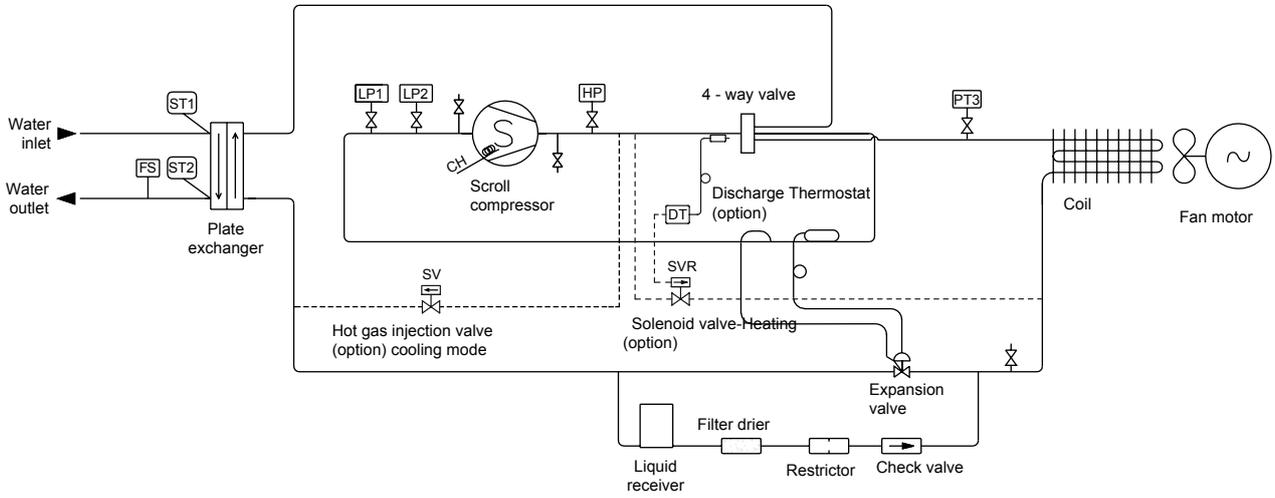 ST1
LP1
LP2
HP
4 - way valve
PT3
Water
inlet
S
CH
FS
ST2
Water
outlet
Scroll
compressor
Discharge Thermostat
(option)
DT
Coil
Fan motor
Plate
exchanger
SV
SVR
Hot gas injection valve
(option) cooling mode
Solenoid valve-Heating
(option)
Expansion
valve
Filter drier
Liquid
receiver
Restrictor
Check valve